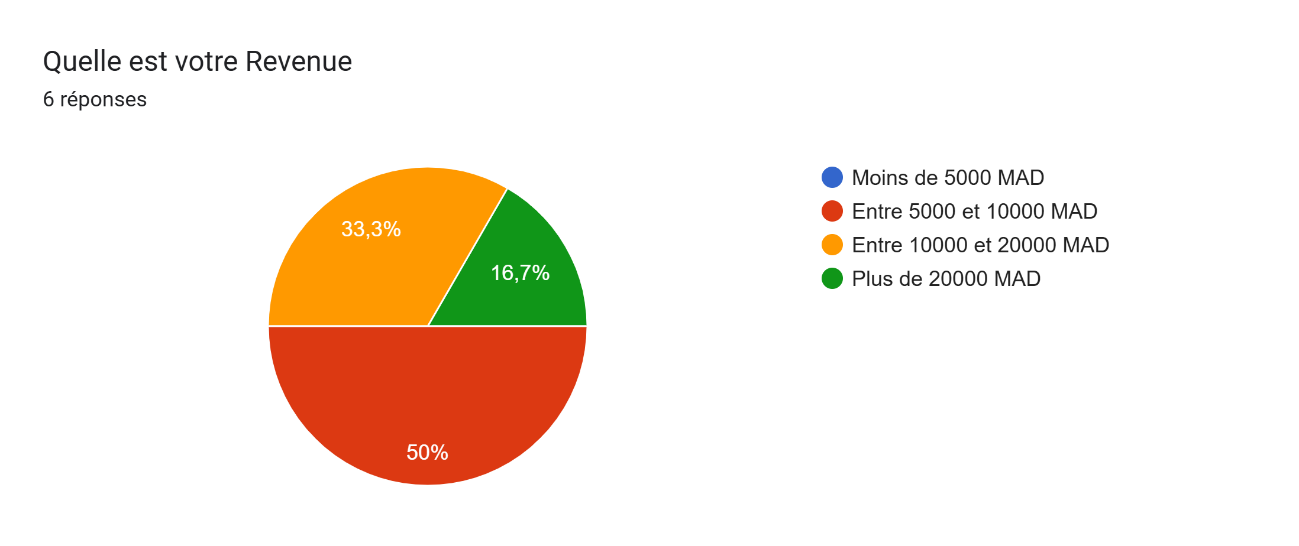 Quelle est votre Revenue
6 réponses
Moins de 5000 MAD
Entre 5000 et 10000 MAD
Entre 10000 et 20000 MAD
Plus de 20000 MAD
33,3%
16,7%
50%